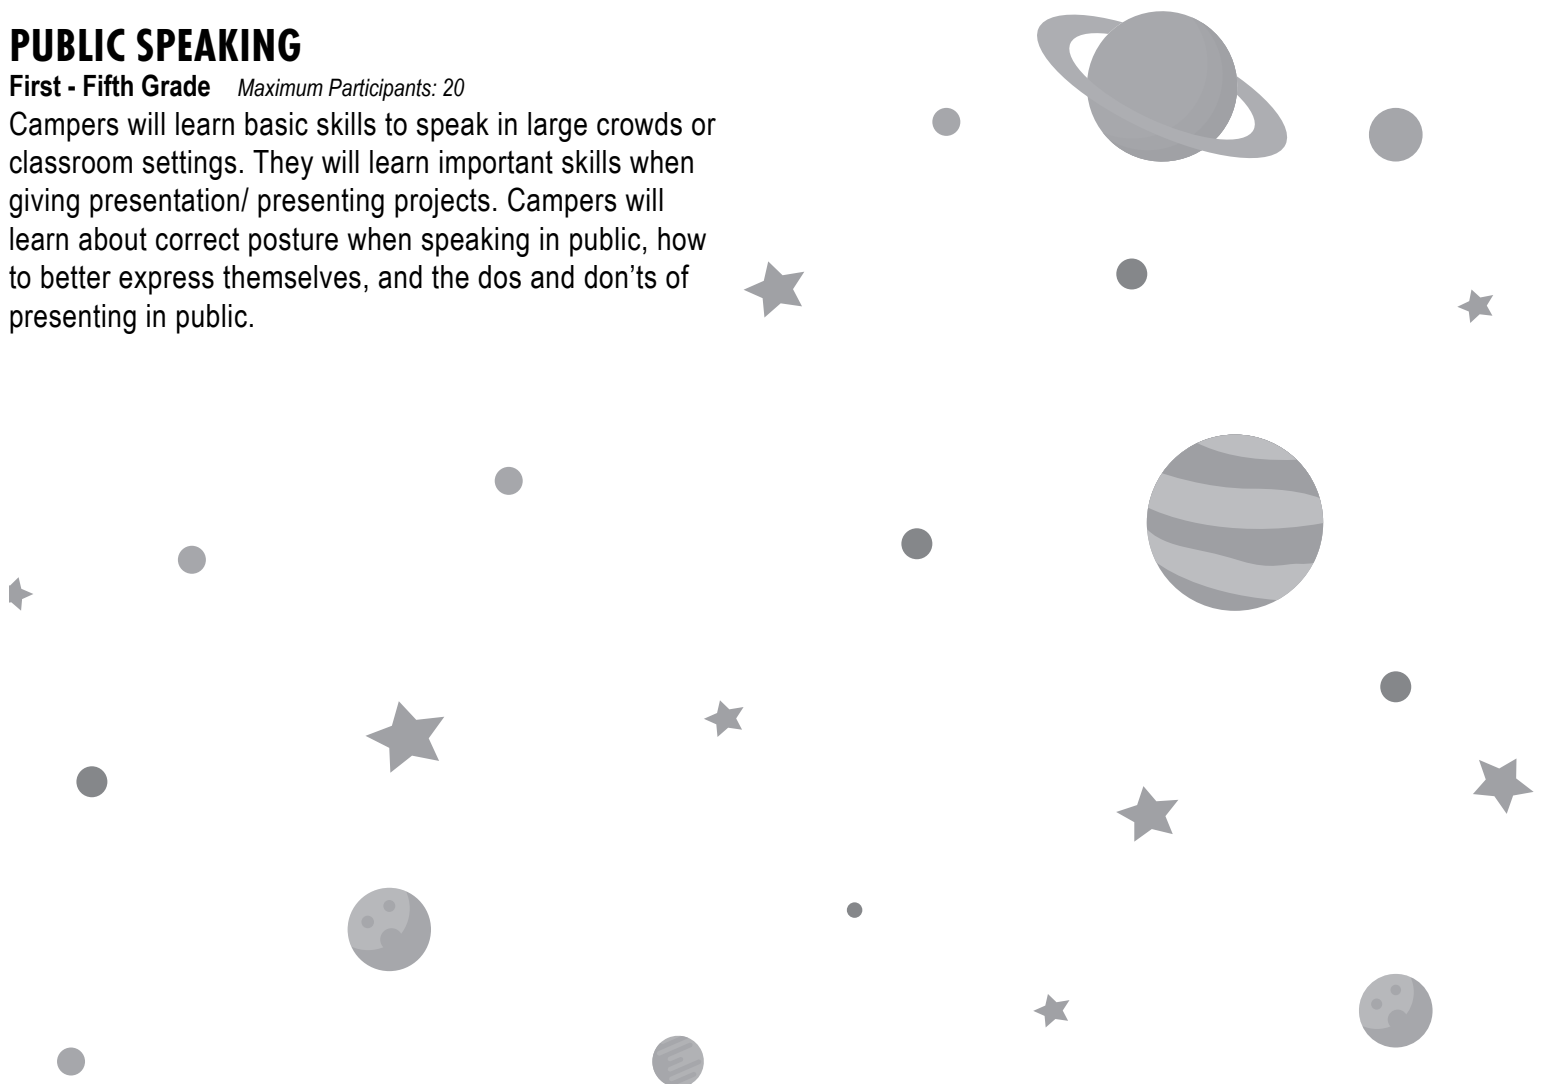 PUBLIC SPEAKING
First - Fifth Grade Maximum Participants: 20
Campers will learn basic skills to speak in large crowds or
classroom settings. They will learn important skills when
giving presentation/ presenting projects. Campers will
learn about correct posture when speaking in public, how
to better express themselves, and the dos and don’ts of
presenting in public.